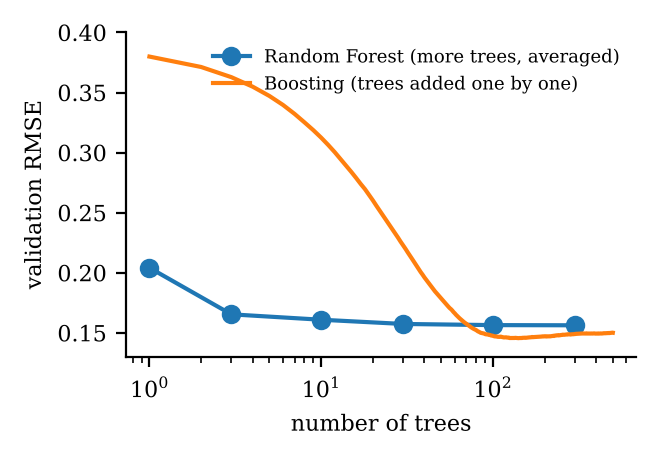 0.40
0.35
0.30
0.25
0.20
0.15
validation RMSE
Random Forest (more trees, averaged)
Boosting (trees added one by one)
10⁰ 10¹ 10²
number of trees